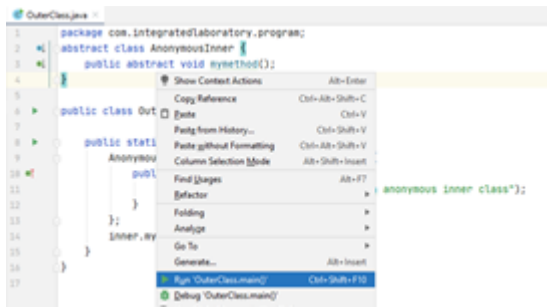 OuterClass.java
1 package com.integratedlaboratory.program;
2 abstract class AnonymousInner {
3 public abstract void mymethod();
4 }
5
6 public class Out
7
8 public stati
9 Anonymou
10 publ
11 anonymous inner class");
12 }
13 };
14 inner.my
15 }
16 }
17
Show Context Actions Alt+Enter
Copy Reference Ctrl+Alt+Shift+C
Paste Ctrl+V
Paste from History... Ctrl+Shift+V
Paste without Formatting Ctrl+Alt+Shift+V
Column Selection Mode Alt+Shift+Insert
Find Usages Alt+F7
Refactor
Folding
Analyze
Go To
Generate... Alt+Insert
Run 'OuterClass.main()' Ctrl+Shift+F10
Debug 'OuterClass.main()'